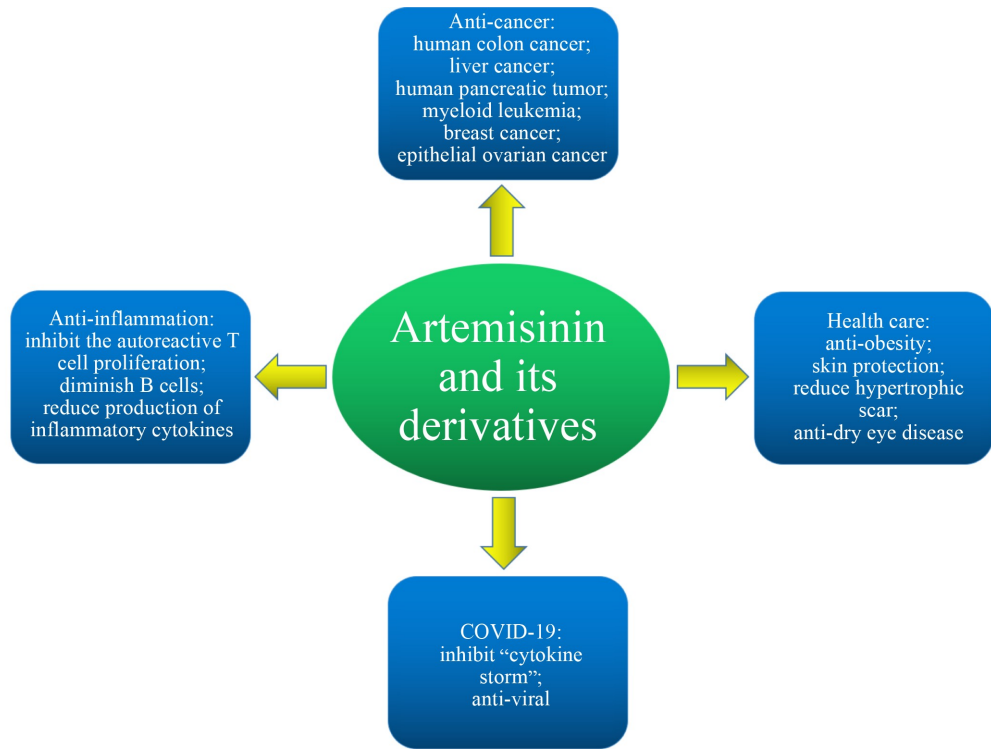 Anti-cancer:
human colon cancer;
liver cancer;
human pancreatic tumor;
myeloid leukemia;
breast cancer;
epithelial ovarian cancer
Anti-inflammation:
inhibit the autoreactive T
cell proliferation;
diminish B cells;
reduce production of
inflammatory cytokines
Artemisinin
and its
derivatives
Health care:
anti-obesity;
skin protection;
reduce hypertrophic
scar;
anti-dry eye disease
COVID-19:
inhibit “cytokine
storm”;
anti-viral